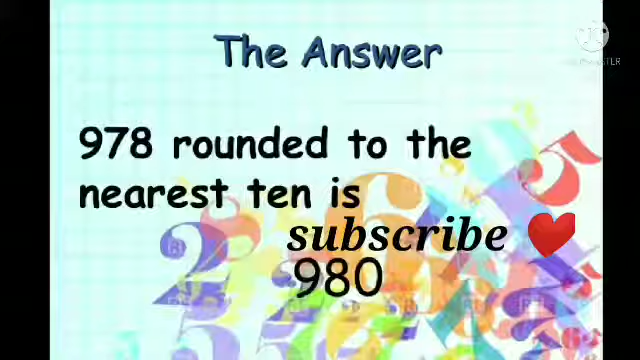 The Answer
978 rounded to the
nearest ten is
subscribe ❤
980